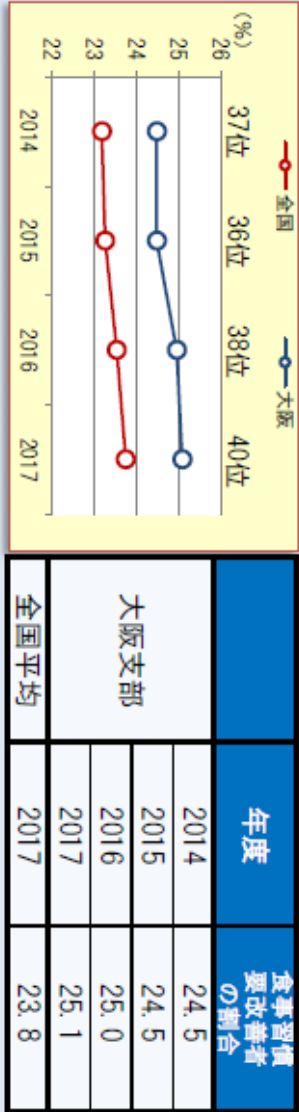 (%)
全国
大阪
37位 36位 38位 40位
26
25
24
23
22
2014 2015 2016 2017
年度
食事習慣
要改善者
の割合
大阪支部
2014 24.5
2015 24.5
2016 25.0
2017 25.1
全国平均 2017 23.8